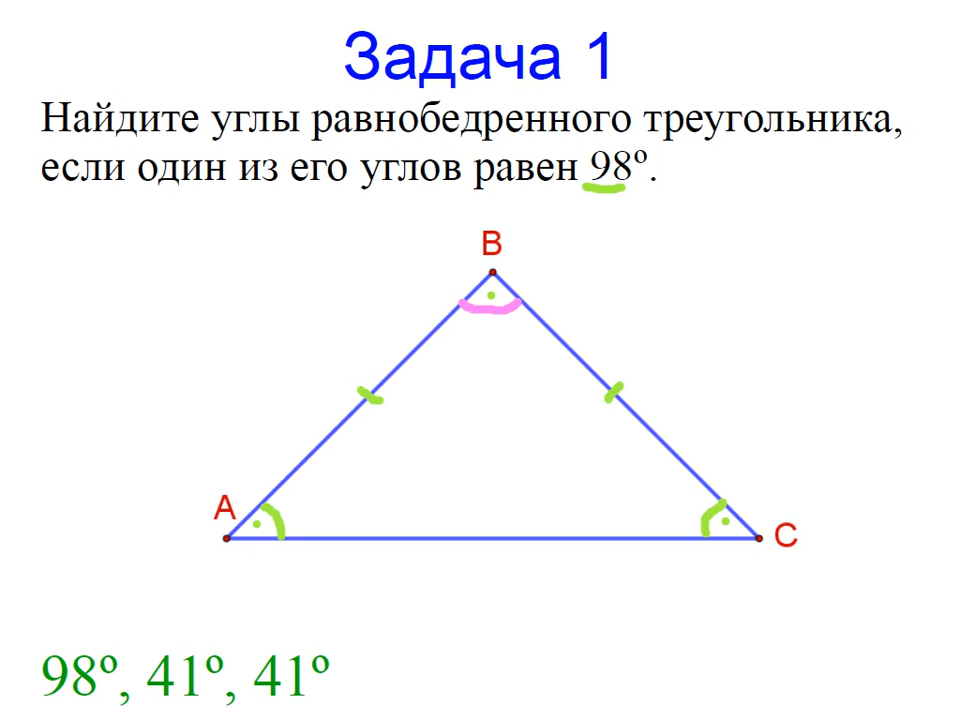 Задача 1
Найдите углы равнобедренного треугольника,
если один из его углов равен 98º.
B
A
C
98º, 41º, 41º